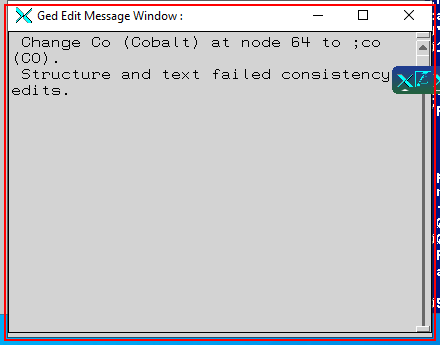 Ged Edit Message Window :
Change Co (Cobalt) at node 64 to ;co
(CO).
Structure and text failed consistency
edits.